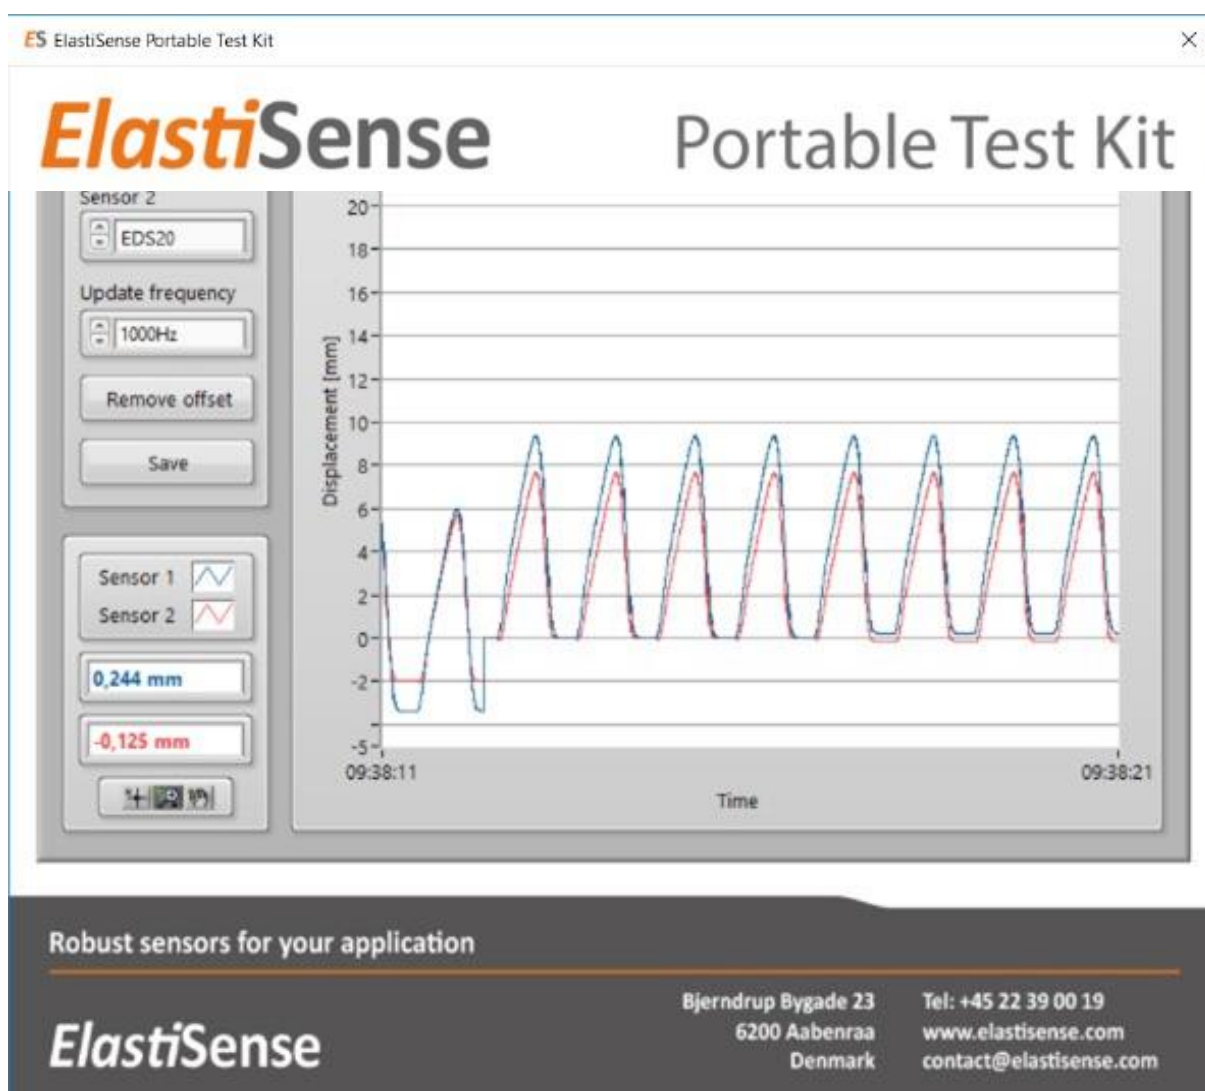 ES ElastiSense Portable Test Kit
ElastiSense
Portable Test Kit
Sensor 2
EDS20
Update frequency
1000Hz
Remove offset
Save
Sensor 1
Sensor 2
0,244 mm
-0,125 mm
Displacement [mm]
20
18
16
14
12
10
8
6
4
2
0
-2
-5
09:38:11
09:38:21
Time
Robust sensors for your application
ElastiSense
Bjerndrup Bygade 23
6200 Aabenraa
Denmark
Tel: +45 22 39 00 19
www.elastisense.com
contact@elastisense.com